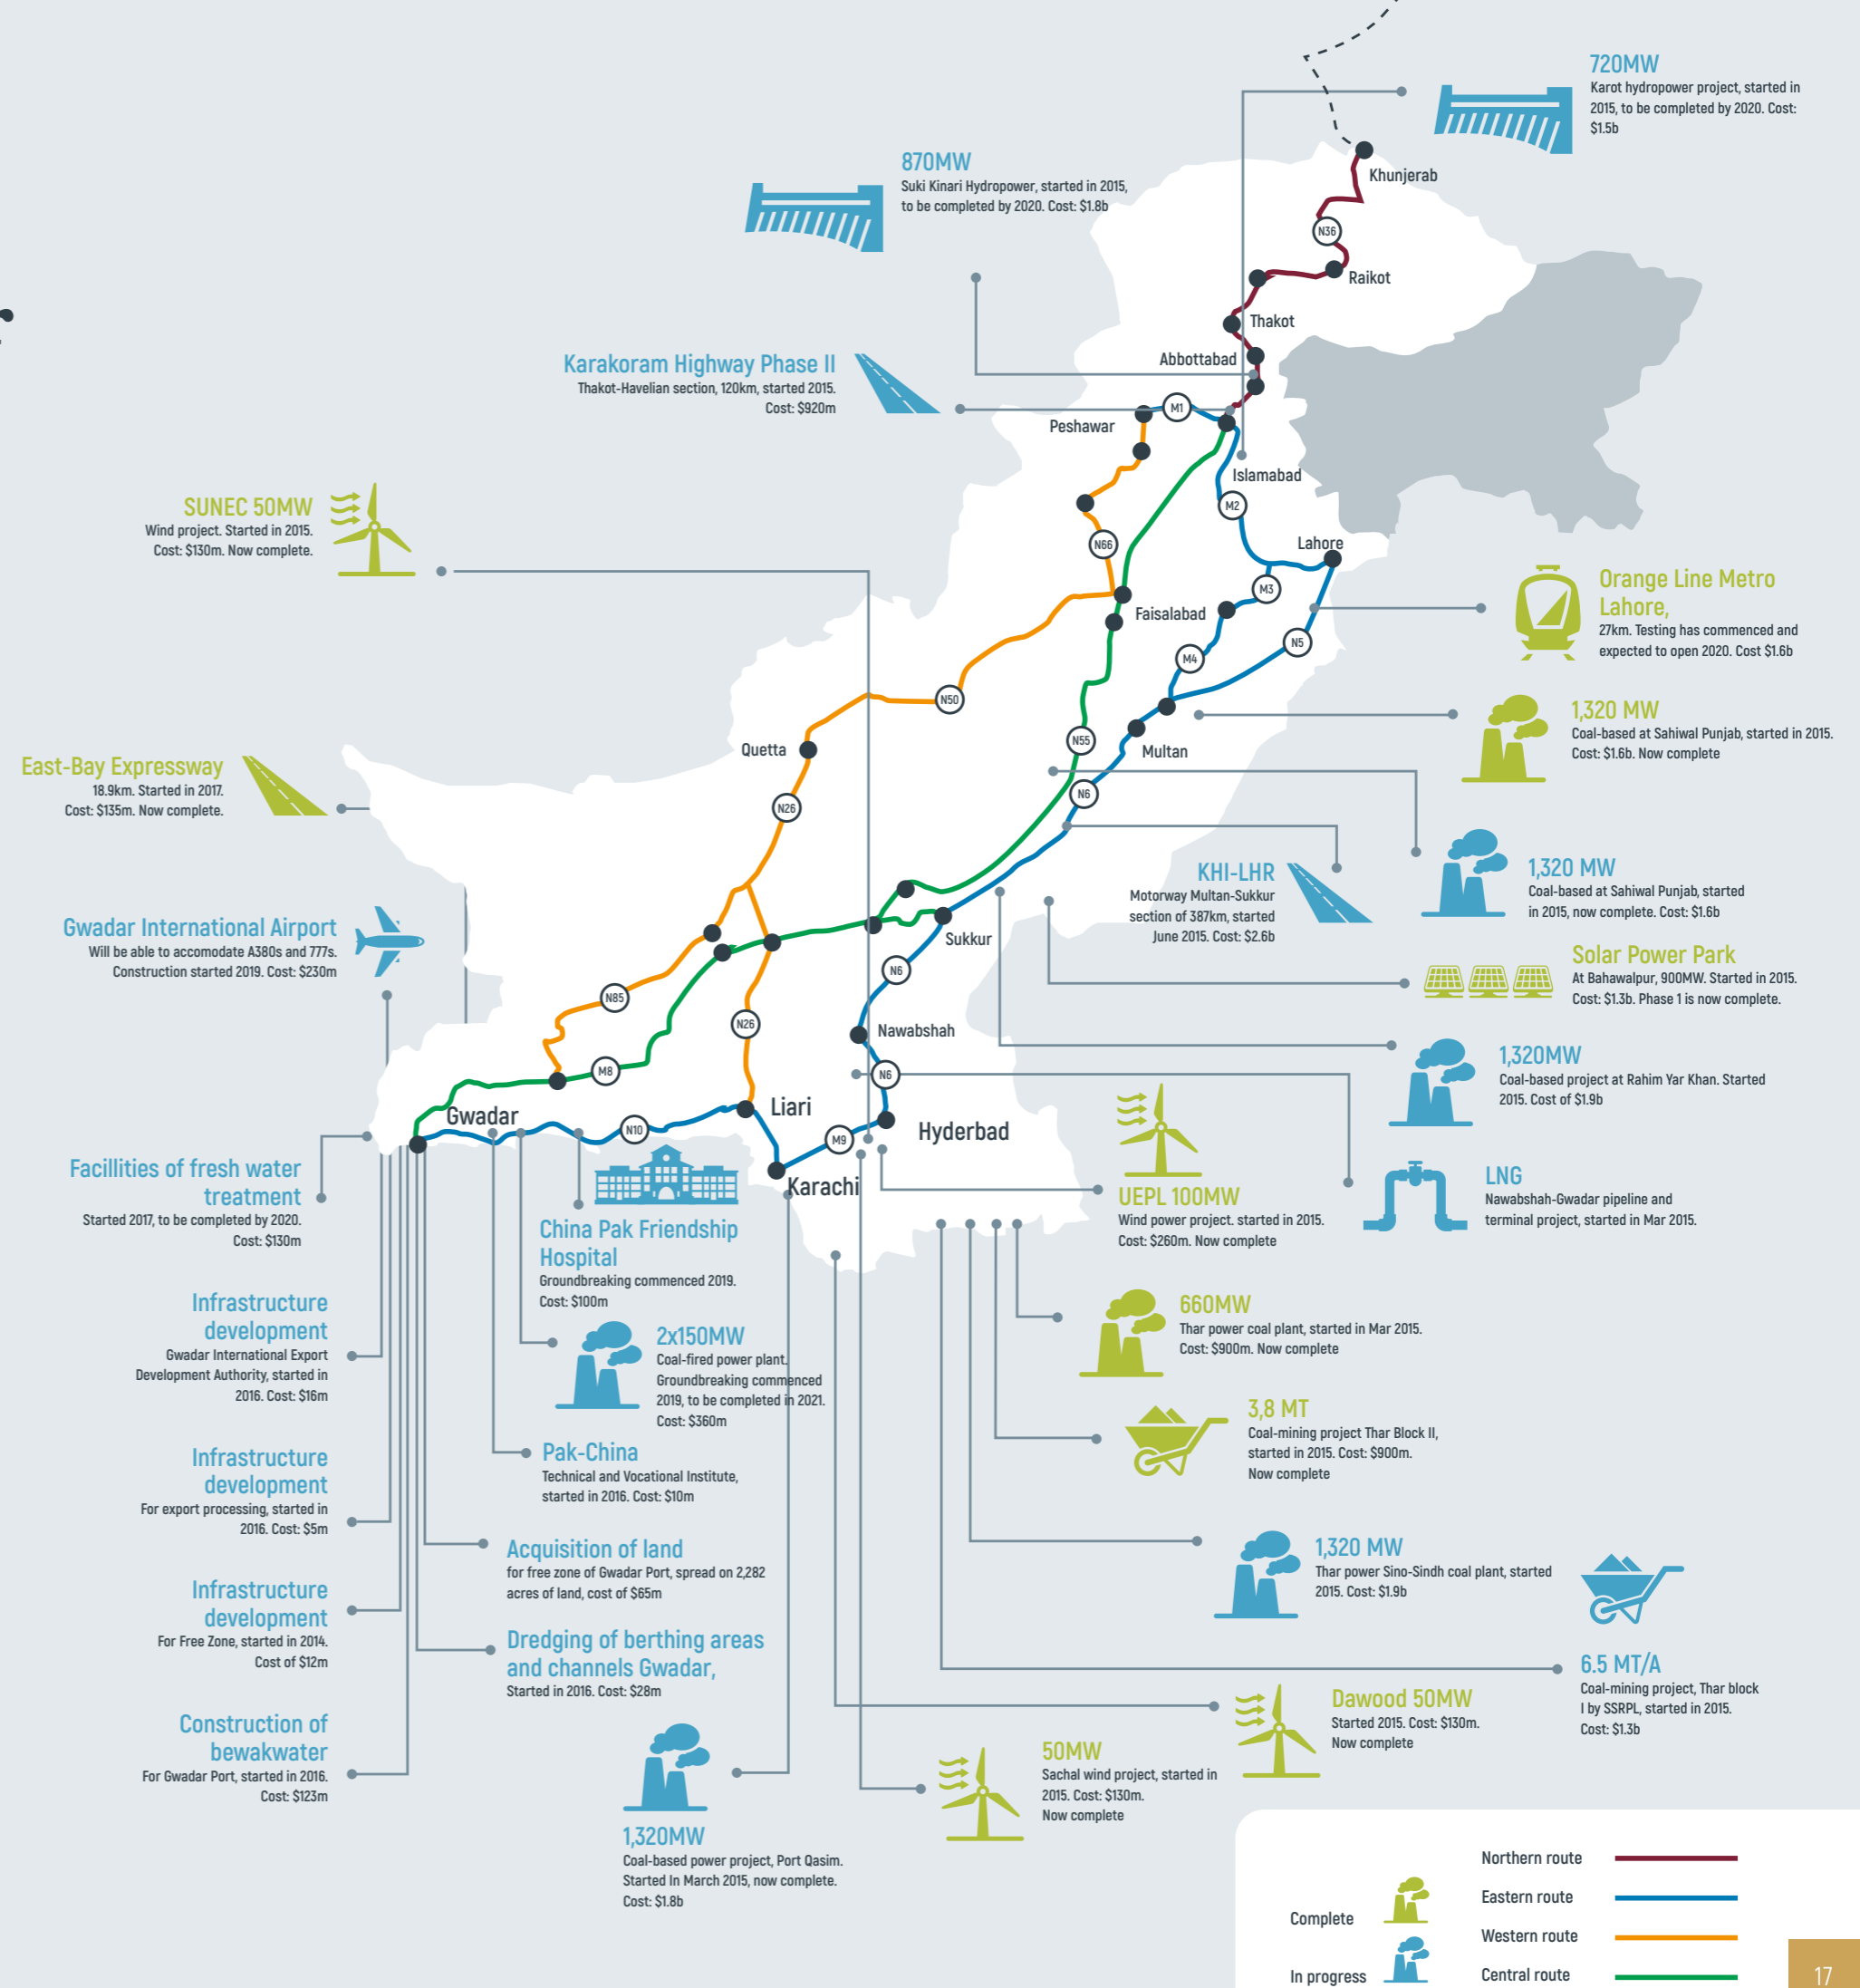 720MW
Karot hydropower project, started in
2015, to be completed by 2020. Cost:
$1.5b
870MW
Suki Kinari Hydropower, started in 2015,
to be completed by 2020. Cost: $1.8b
Khunjerab
N36
Raikot
Thakot
Abbottabad
Karakoram Highway Phase II
Thakot-Havelian section, 120km, started 2015.
Cost: $920m
M1
Peshawar
Islamabad
M2
SUNEC 50MW
Wind project. Started in 2015.
Cost: $130m. Now complete.
N66
Lahore
M3
Faisalabad
N5
M4
Orange Line Metro
Lahore,
27km. Testing has commenced and
expected to open 2020. Cost $1.6b
N50
1,320 MW
Coal-based at Sahiwal Punjab, started in 2015.
Cost: $1.6b. Now complete
Quetta
N55
Multan
N6
N26
East-Bay Expressway
18.9km. Started in 2017.
Cost: $135m. Now complete.
KHI-LHR
Motorway Multan-Sukkur
section of 387km, started
June 2015. Cost: $2.6b
1,320 MW
Coal-based at Sahiwal Punjab, started
in 2015, now complete. Cost: $1.6b
Gwadar International Airport
Will be able to accomodate A380s and 777s.
Construction started 2019. Cost: $230m
Sukkur
Solar Power Park
At Bahawalpur, 900MW. Started in 2015.
Cost: $1.3b. Phase 1 is now complete.
N6
N85
N26
Nawabshah
M8
N6
1,320MW
Coal-based project at Rahim Yar Khan. Started
2015. Cost of $1.9b
Gwadar
Liari
N10
M9
Hyderbad
Karachi
Facillities of fresh water
treatment
Started 2017, to be completed by 2020.
Cost: $130m
China Pak Friendship
Hospital
Groundbreaking commenced 2019.
Cost: $100m
UEPL 100MW
Wind power project. started in 2015.
Cost: $260m. Now complete
LNG
Nawabshah-Gwadar pipeline and
terminal project, started in Mar 2015.
Infrastructure
development
Gwadar International Export
Development Authority, started in
2016. Cost: $16m
2x150MW
Coal-fired power plant.
Groundbreaking commenced
2019, to be completed in 2021.
Cost: $360m
660MW
Thar power coal plant, started in Mar 2015.
Cost: $900m. Now complete
3,8 MT
Coal-mining project Thar Block II,
started in 2015. Cost: $900m.
Now complete
Infrastructure
development
For export processing, started in
2016. Cost: $5m
Pak-China
Technical and Vocational Institute,
started in 2016. Cost: $10m
Acquisition of land
for free zone of Gwadar Port, spread on 2,282
acres of land, cost of $65m
1,320 MW
Thar power Sino-Sindh coal plant, started
2015. Cost: $1.9b
Infrastructure
development
For Free Zone, started in 2014.
Cost of $12m
Dredging of berthing areas
and channels Gwadar,
Started in 2016. Cost: $28m
6.5 MT/A
Coal-mining project, Thar block
I by SSRPL, started in 2015.
Cost: $1.3b
Construction of
bewakwater
For Gwadar Port, started in 2016.
Cost: $123m
Dawood 50MW
Started 2015. Cost: $130m.
Now complete
50MW
Sachal wind project, started in
2015. Cost: $130m.
Now complete
1,320MW
Coal-based power project, Port Qasim.
Started In March 2015, now complete.
Cost: $1.8b
Complete
In progress
Northern route
Eastern route
Western route
Central route
17